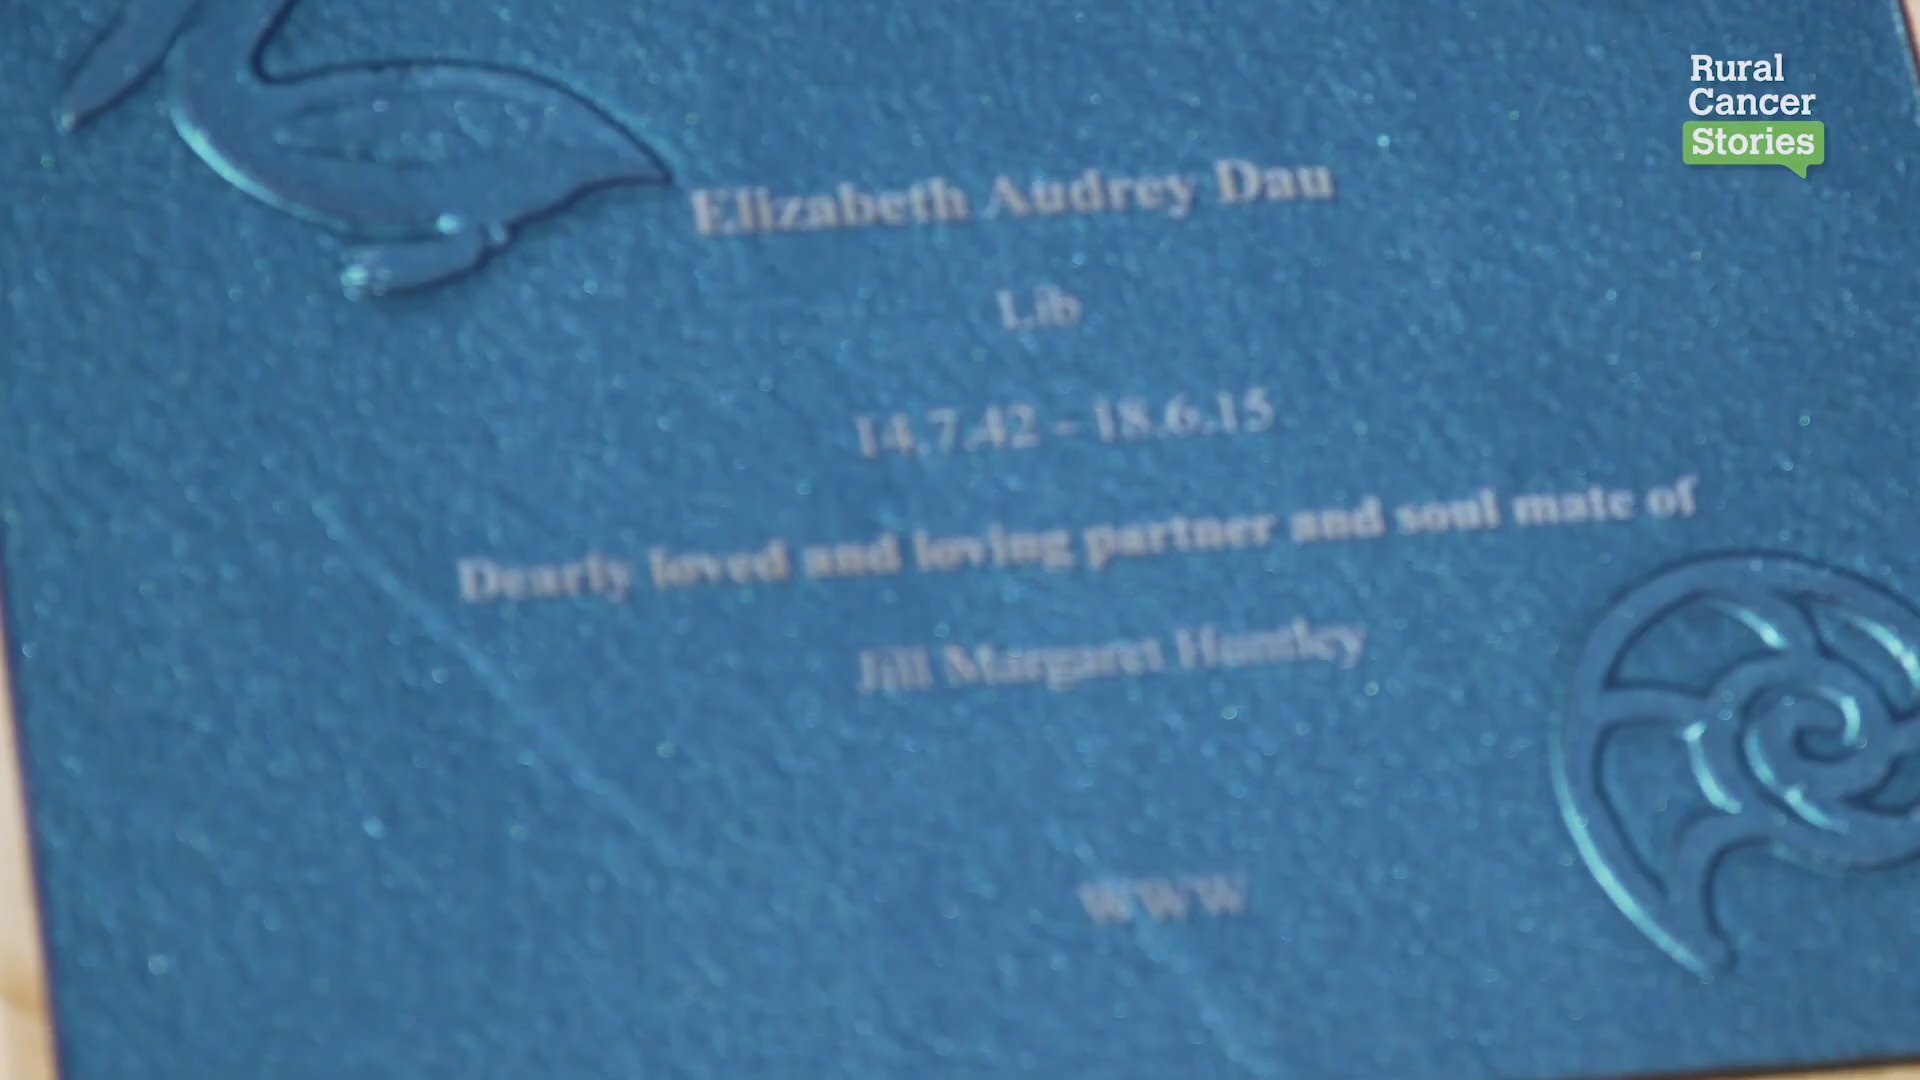 Rural
Cancer
Stories
Elizabeth Audrey Dau
Lib
14.7.42 - 18.6.15
Dearly loved and loving partner and soul mate of
Jill Margaret Huntley
WWW